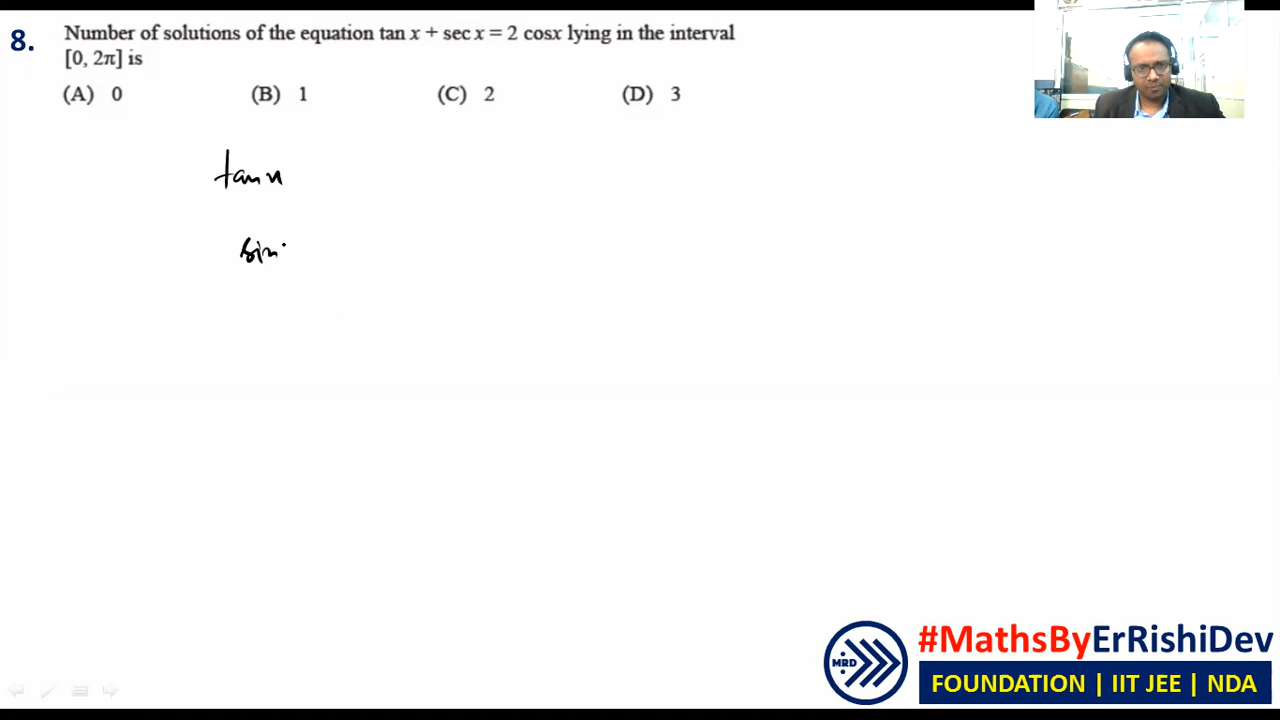 8. Number of solutions of the equation tan x + sec x = 2 cosx lying in the interval
[0, 2π] is
(A) 0 (B) 1 (C) 2 (D) 3
tan x
sin
#MathsByErRishiDev
MRD
FOUNDATION | IIT JEE | NDA